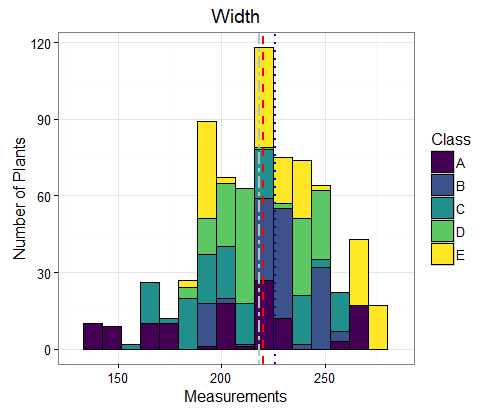 Width
Number of Plants
120
90
60
30
0
150 200 250
Measurements
Class
A
B
C
D
E